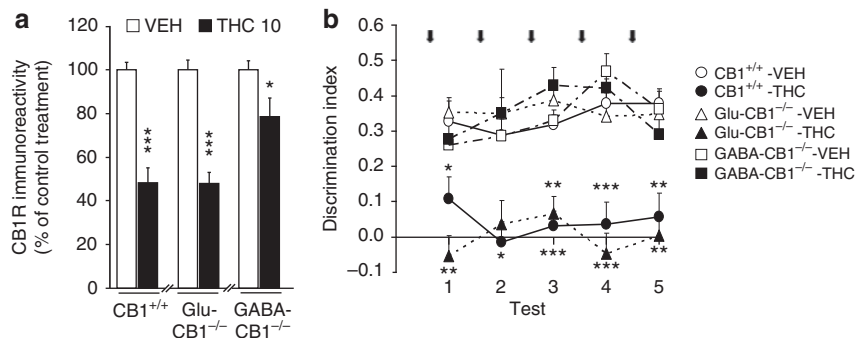 a
VEH THC 10
CB1R immunoreactivity
(% of control treatment)
120
100
80
60
40
20
0
***
***
*
CB1+/+
Glu-
CB1−/−
GABA-
CB1−/−
b
Discrimination index
0.6
0.5
0.4
0.3
0.2
0.1
0.0
−0.1
*
**
***
**
**
*
***
***
**
1 2 3 4 5
Test
CB1+/+ -VEH
CB1+/+ -THC
Glu-CB1−/− -VEH
Glu-CB1−/− -THC
GABA-CB1−/−-VEH
GABA-CB1−/− -THC